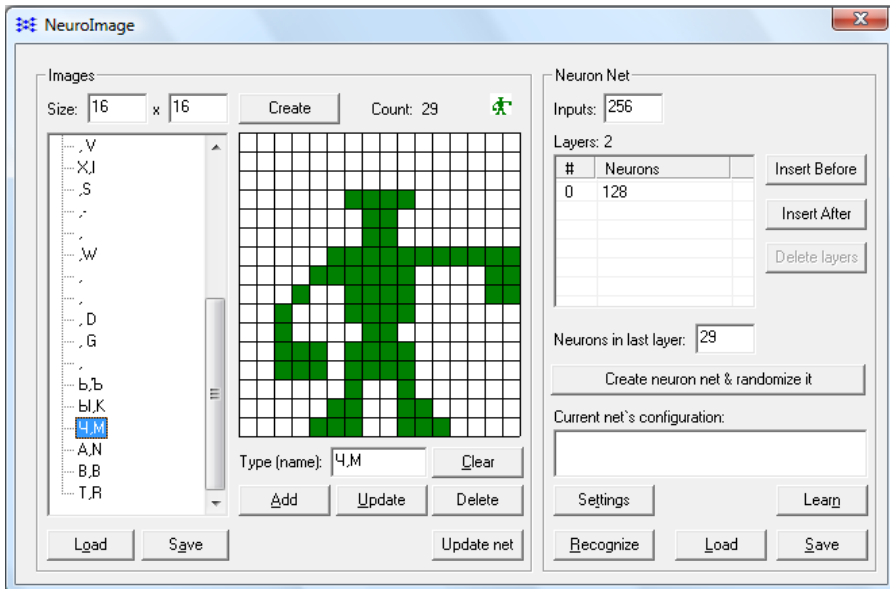 NeuroImage
Images
Size: 16 x 16 Create Count: 29
, V
X,I
,S
,-
,
,W
,
,
, D
, G
,
Ь,Ъ
Ы,К
Ч,М
A,N
B,B
T,R
Type (name): Ч,М Clear
Add Update Delete
Load Save Update net
Neuron Net
Inputs: 256
Layers: 2
# Neurons
0 128
Insert Before
Insert After
Delete layers
Neurons in last layer: 29
Create neuron net & randomize it
Current net`s configuration:
Settings Learn
Recognize Load Save